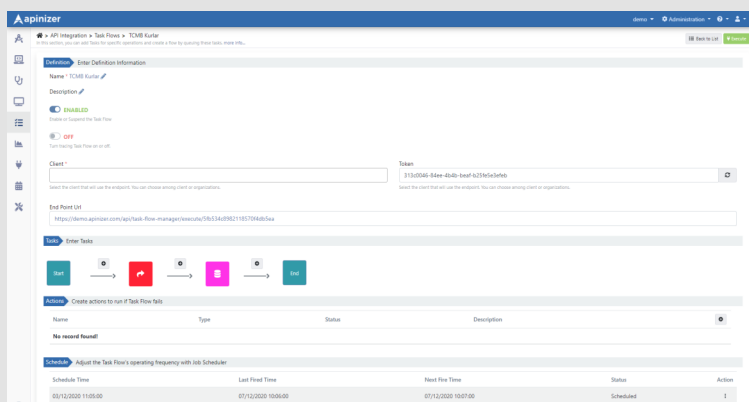 apinizer
demo
Administration
> API Integration > Task Flows > TCMB Kurlar
In this section, you can add Tasks for specific operations and create a flow by queuing these tasks. more info...
Back to List
Execute
Definition Enter Definition Information
Name * TCMB Kurlar
Description
ENABLED
Enable or Suspend the Task Flow
OFF
Turn tracing Task Flow on or off!
Client *
Token
313c0046-84ee-4b4b-beaf-b25fe5e3efeb
Select the client that will use the endpoint. You can choose among client or organizations.
Select the client that will use the endpoint. You can choose among client or organizations.
End Point Url
https://demo.apinizer.com/api/task-flow-manager/execute/5fb534c8982118570f4db5ea
Tasks Enter Tasks
Start
End
Actions Create actions to run if Task Flow fails
Name Type Status Description
No record found!
Schedule Adjust the Task Flow's operating frequency with Job Scheduler
Schedule Time Last Fired Time Next Fire Time Status Action
03/12/2020 11:05:00 07/12/2020 10:06:00 07/12/2020 10:07:00 Scheduled